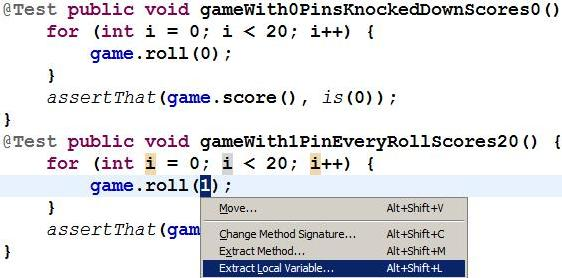 @Test public void gameWith0PinsKnockedDownScores0()
for (int i = 0; i < 20; i++) {
game.roll(0);
}
assertThat(game.score(), is(0));
}
@Test public void gameWith1PinEveryRollScores20() {
for (int i = 0; i < 20; i++) {
game.roll(1);
}
assertThat(gam
}
Move... Alt+Shift+V
Change Method Signature... Alt+Shift+C
Extract Method... Alt+Shift+M
Extract Local Variable... Alt+Shift+L